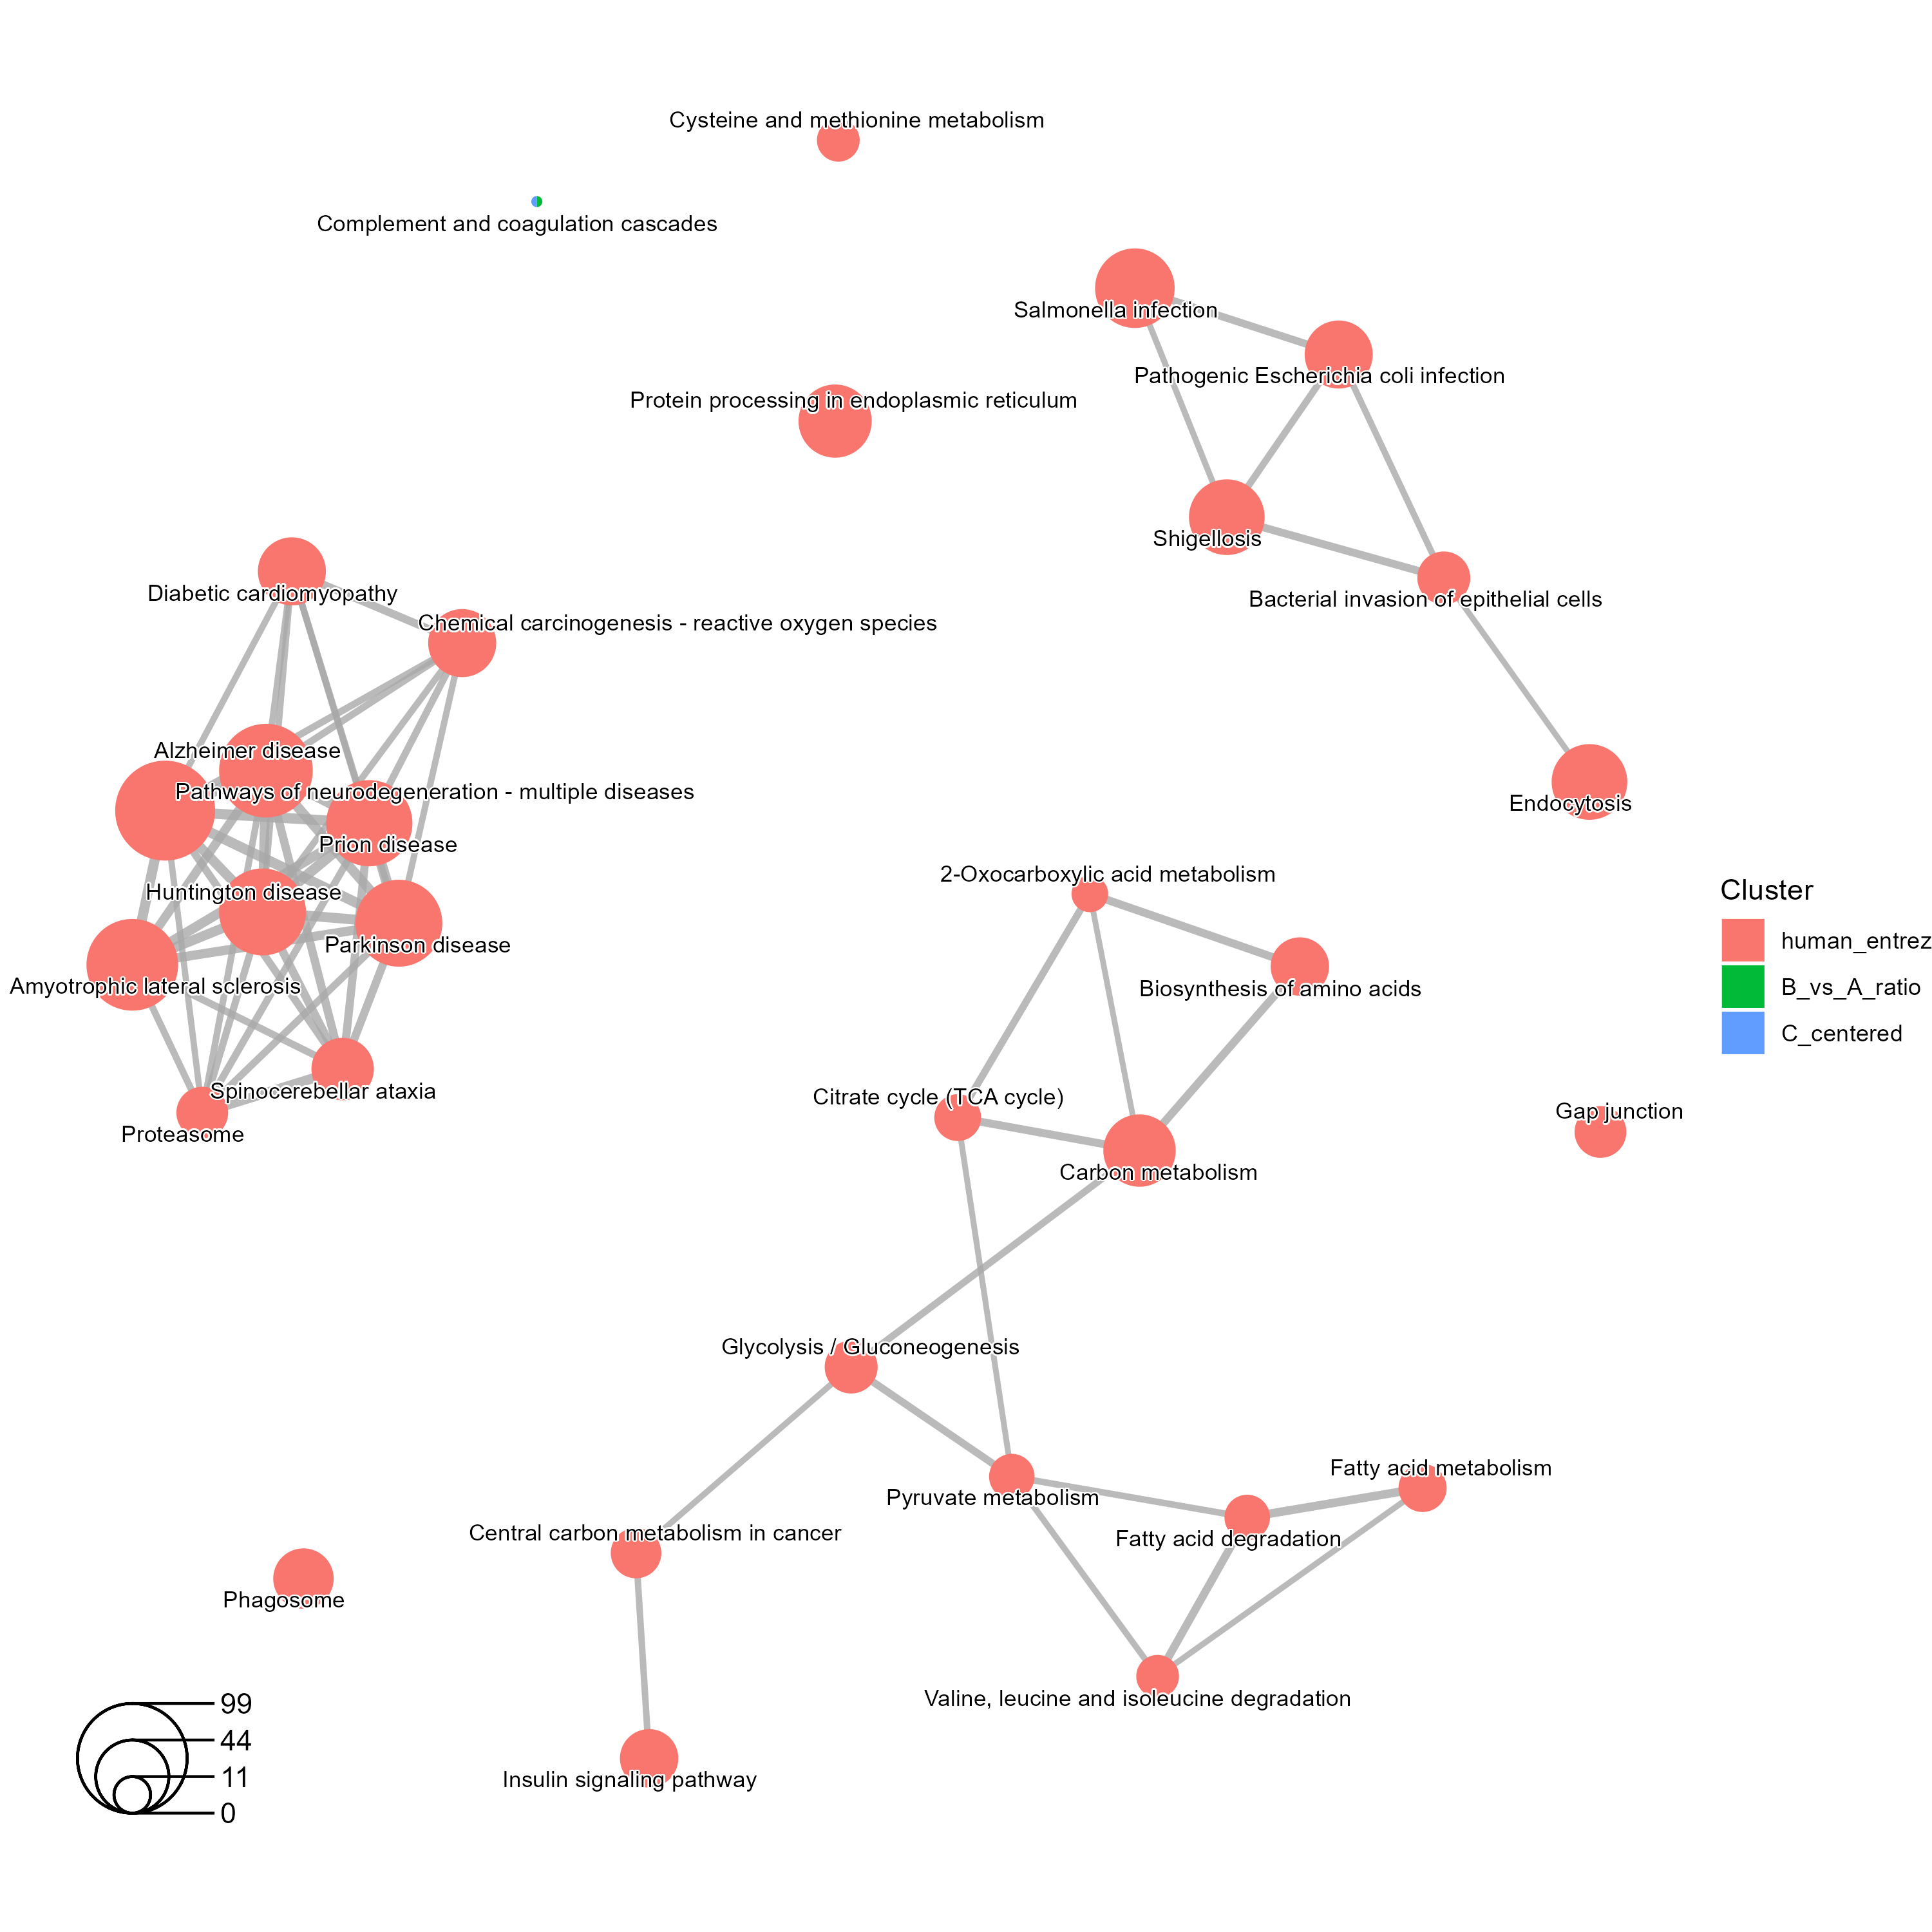 Cysteine and methionine metabolism
Complement and coagulation cascades
Salmonella infection
Pathogenic Escherichia coli infection
Protein processing in endoplasmic reticulum
Shigellosis
Diabetic cardiomyopathy
Bacterial invasion of epithelial cells
Chemical carcinogenesis - reactive oxygen species
Alzheimer disease
Pathways of neurodegeneration - multiple diseases
Endocytosis
Prion disease
2-Oxocarboxylic acid metabolism
Huntington disease
Parkinson disease
Amyotrophic lateral sclerosis
Biosynthesis of amino acids
Cluster
human_entrez
B_vs_A_ratio
C_centered
Spinocerebellar ataxia
Citrate cycle (TCA cycle)
Gap junction
Proteasome
Carbon metabolism
Glycolysis / Gluconeogenesis
Fatty acid metabolism
Pyruvate metabolism
Central carbon metabolism in cancer
Fatty acid degradation
Phagosome
Valine, leucine and isoleucine degradation
Insulin signaling pathway
99
44
11
0